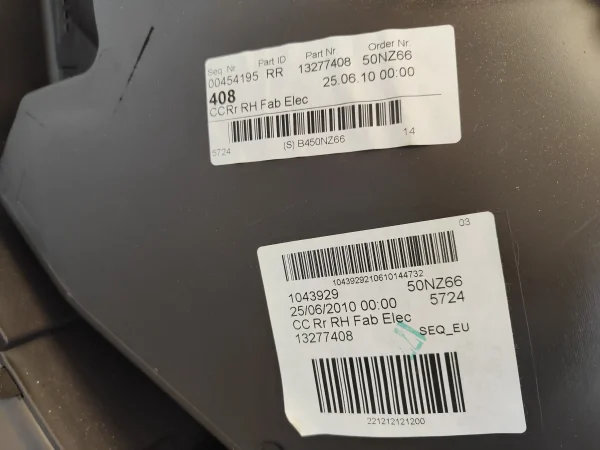 Seq. Nr. Part ID Part Nr. Order Nr.
00454195 RR 13277408 50NZ66
408 25.06.10 00:00
CC Rr RH Fab Elec
5724 (S) B450NZ66 14
03
1043929210610144732
1043929 50NZ66
25/06/2010 00:00 5724
CC Rr RH Fab Elec
13277408 SEQ_EU
221212121200